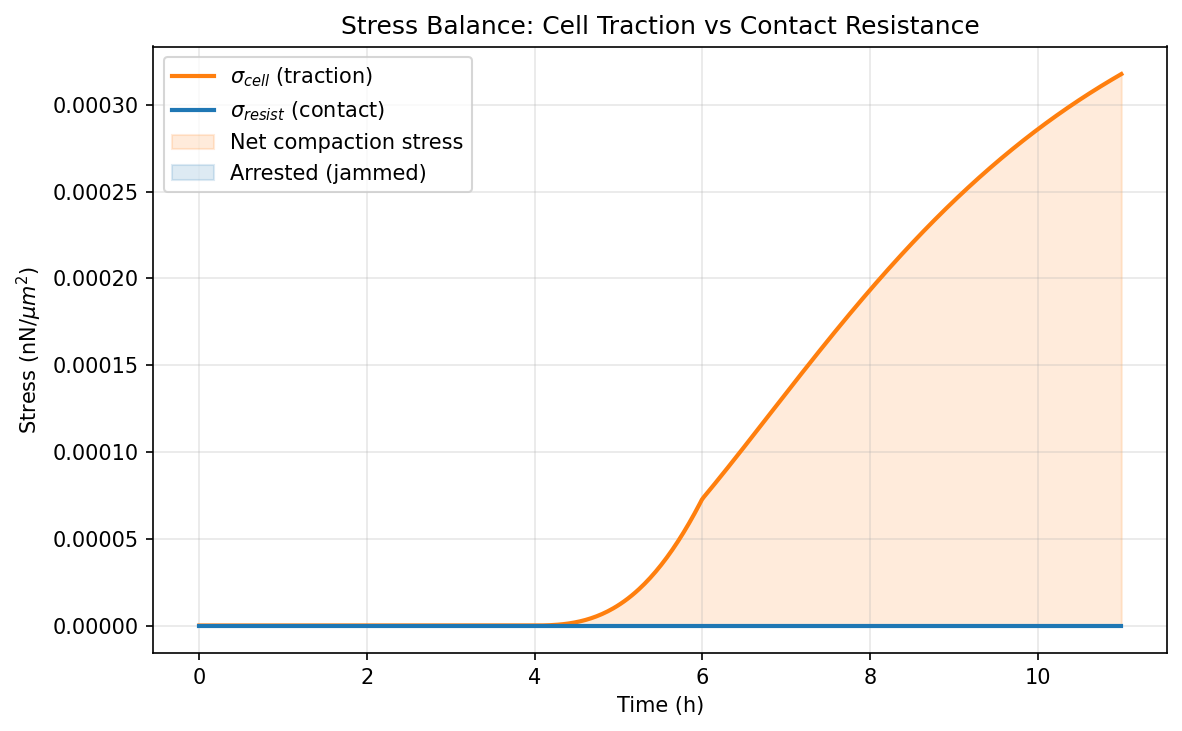 Stress Balance: Cell Traction vs Contact Resistance
σ_cell (traction)
σ_resist (contact)
Net compaction stress
Arrested (jammed)
Stress (nN/μm²)
0.00030
0.00025
0.00020
0.00015
0.00010
0.00005
0.00000
0 2 4 6 8 10
Time (h)